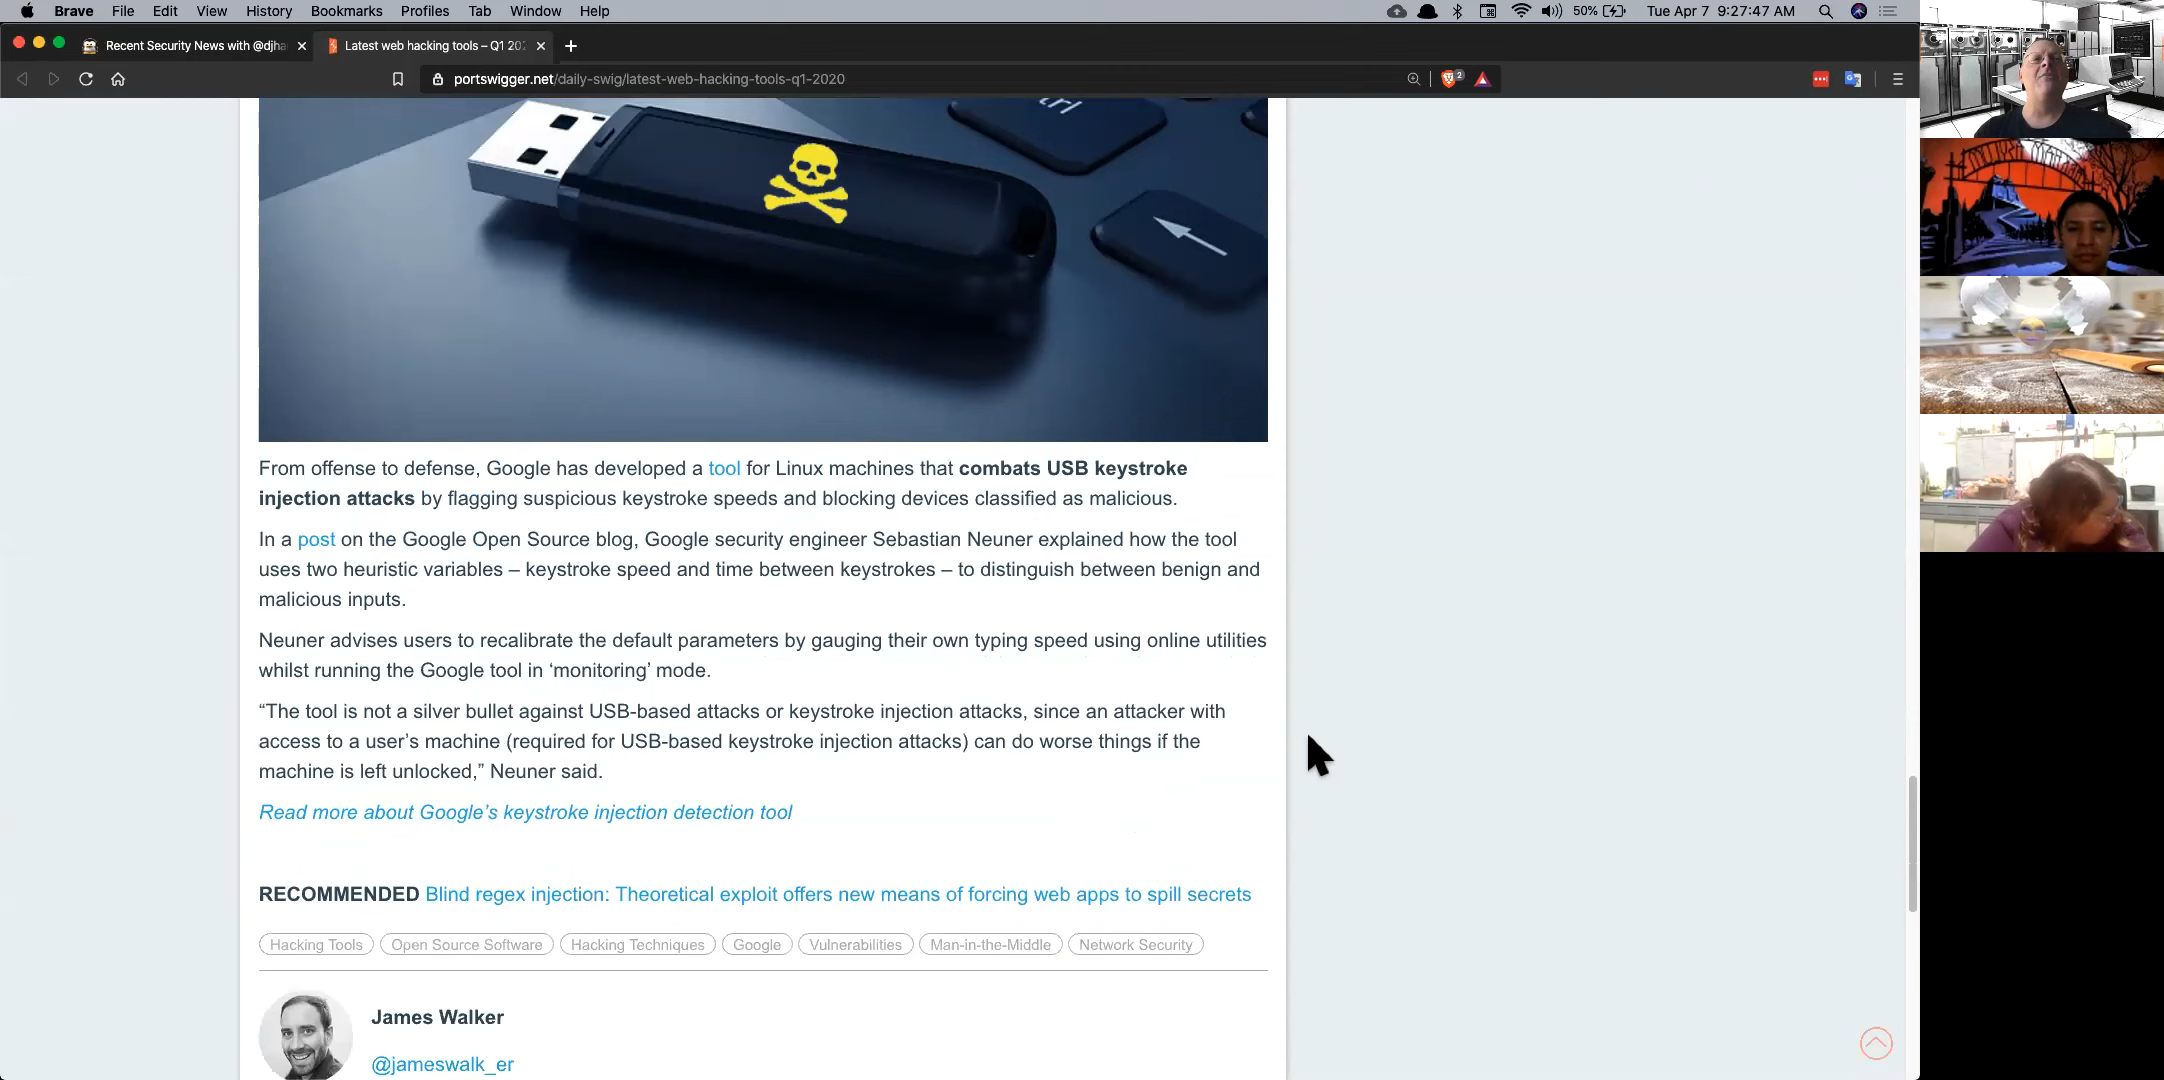 Brave File Edit View History Bookmarks Profiles Tab Window Help 50% Tue Apr 7 9:27:47 AM
Recent Security News with @djha Latest web hacking tools – Q1 202
portswigger.net/daily-swig/latest-web-hacking-tools-q1-2020 2
ctrl
From offense to defense, Google has developed a tool for Linux machines that combats USB keystroke
injection attacks by flagging suspicious keystroke speeds and blocking devices classified as malicious.
In a post on the Google Open Source blog, Google security engineer Sebastian Neuner explained how the tool
uses two heuristic variables – keystroke speed and time between keystrokes – to distinguish between benign and
malicious inputs.
Neuner advises users to recalibrate the default parameters by gauging their own typing speed using online utilities
whilst running the Google tool in ‘monitoring’ mode.
“The tool is not a silver bullet against USB-based attacks or keystroke injection attacks, since an attacker with
access to a user’s machine (required for USB-based keystroke injection attacks) can do worse things if the
machine is left unlocked,” Neuner said.
Read more about Google’s keystroke injection detection tool
RECOMMENDED Blind regex injection: Theoretical exploit offers new means of forcing web apps to spill secrets
Hacking Tools Open Source Software Hacking Techniques Google Vulnerabilities Man-in-the-Middle Network Security
James Walker
@jameswalk_er